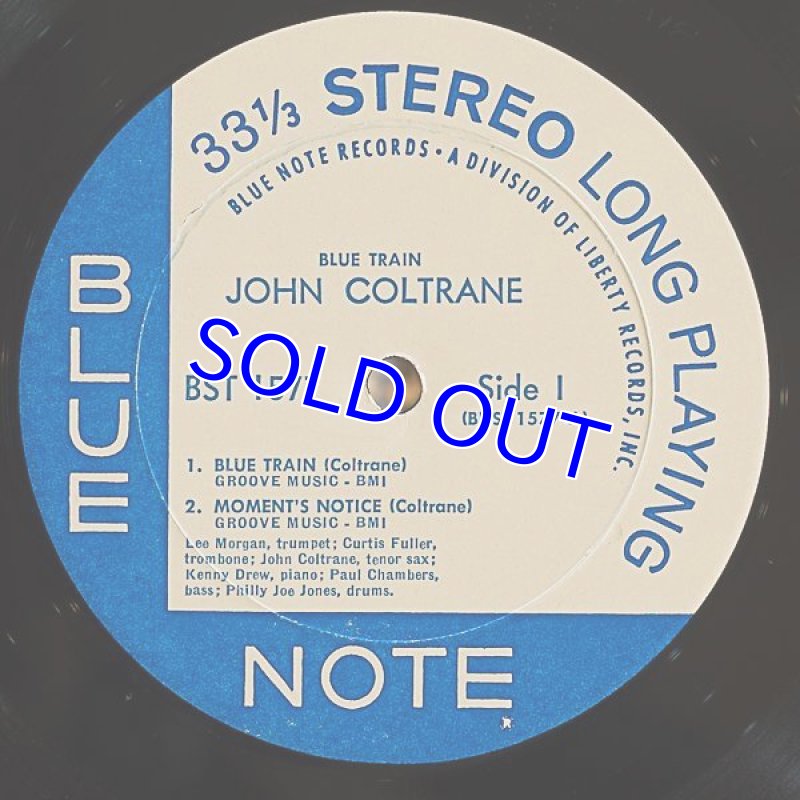 33⅓ STEREO LONG PLAYING
BLUE NOTE RECORDS • A DIVISION OF LIBERTY RECORDS, INC.
BLUE TRAIN
JOHN COLTRANE
SOLD OUT
BST
Side 1
1. BLUE TRAIN (Coltrane)
GROOVE MUSIC - BMI
2. MOMENT'S NOTICE (Coltrane)
GROOVE MUSIC - BMI
Lee Morgan, trumpet; Curtis Fuller,
trombone; John Coltrane, tenor sax;
Kenny Drew, piano; Paul Chambers,
bass; Philly Joe Jones, drums.
BLUE
NOTE